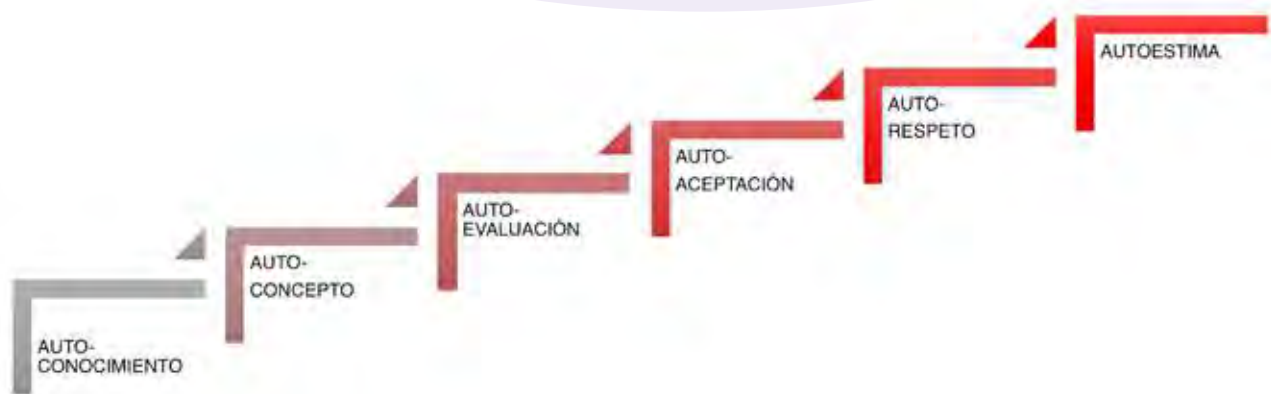 AUTO-
CONOCIMIENTO
AUTO-
CONCEPTO
AUTO-
EVALUACIÓN
AUTO-
ACEPTACIÓN
AUTO-
RESPETO
AUTOESTIMA